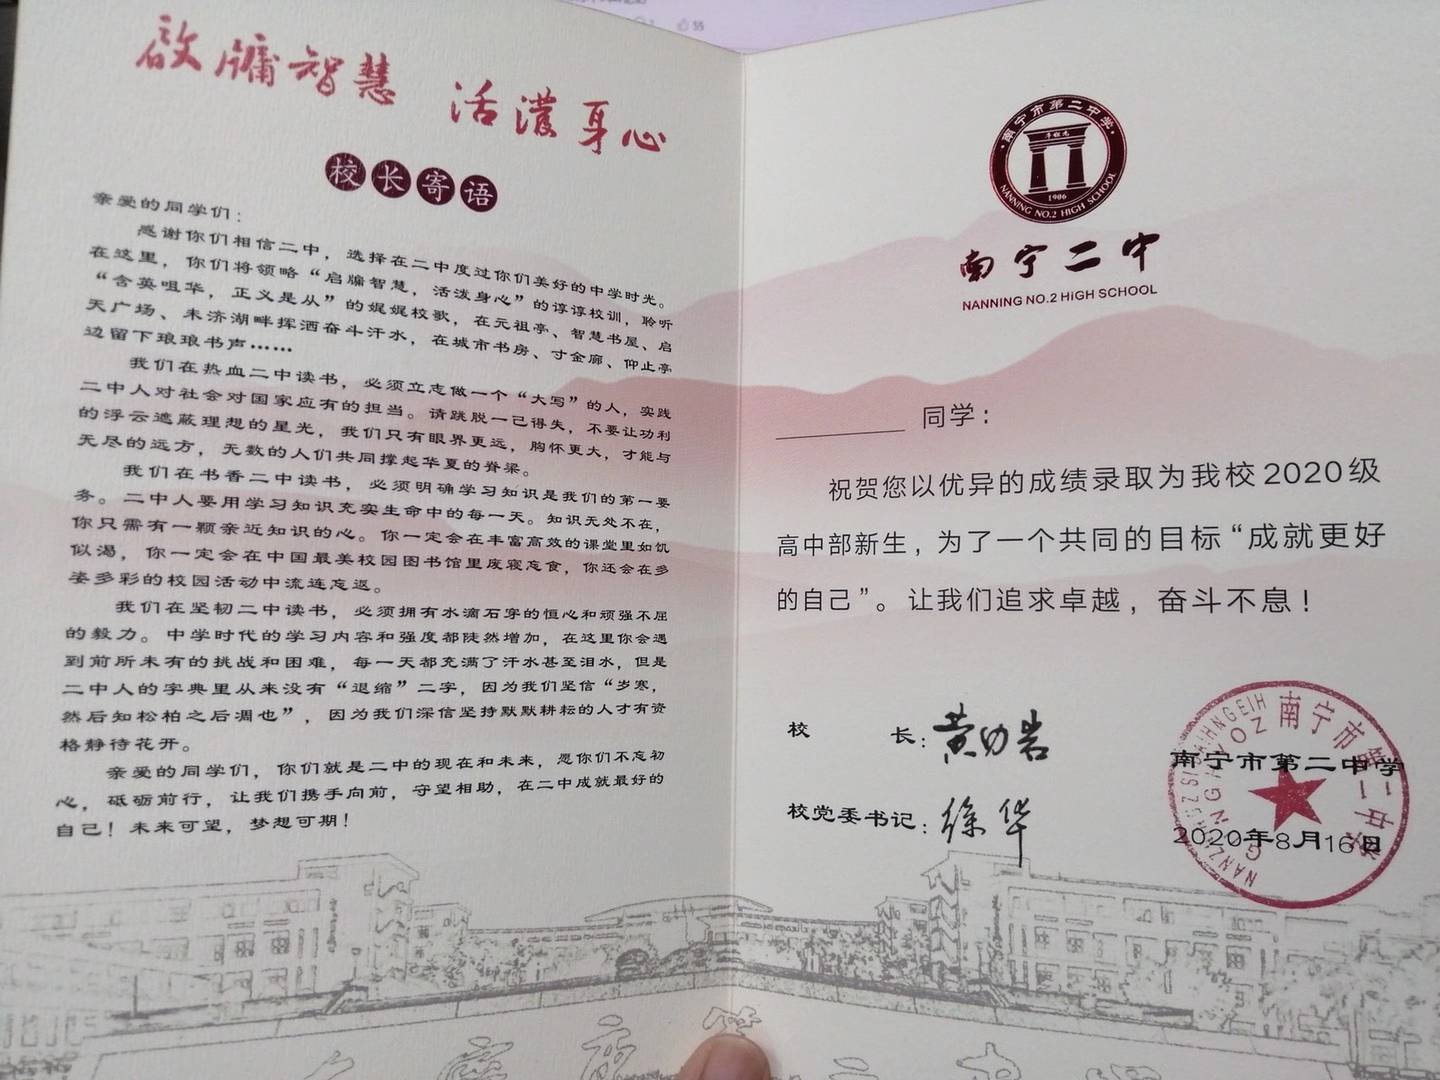 启牖智慧 活泼身心
校长寄语
亲爱的同学们：
感谢你们相信二中，选择在二中度过你们美好的中学时光。
在这里，你们将领略“启牖智慧，活泼身心”的谆谆校训，聆听
“含英咀华，正义是从”的娓娓校歌，在元祖亭、智慧书屋、启
天广场、未济湖畔挥洒奋斗汗水，在城市书房、寸金廊、仰止亭
边留下琅琅书声……
我们在热血二中读书，必须立志做一个“大写”的人，实践
二中人对社会对国家应有的担当。请跳脱一己得失，不要让功利
的浮云遮蔽理想的星光，我们只有眼界更远，胸怀更大，才能与
无尽的远方，无数的人们共同撑起华夏的脊梁。
我们在书香二中读书，必须明确学习知识是我们的第一要
务。二中人要用学习知识充实生命中的每一天。知识无处不在，
你只需有一颗亲近知识的心。你一定会在丰富高效的课堂里如饥
似渴，你一定会在中国最美校园图书馆里废寝忘食，你还会在多
姿多彩的校园活动中流连忘返。
我们在坚韧二中读书，必须拥有水滴石穿的恒心和顽强不屈
的毅力。中学时代的学习内容和强度都陡然增加，在这里你会遇
到前所未有的挑战和困难，每一天都充满了汗水甚至泪水，但是
二中人的字典里从来没有“退缩”二字，因为我们坚信“岁寒，
然后知松柏之后凋也”，因为我们深信坚持默默耕耘的人才有资
格静待花开。
亲爱的同学们，你们就是二中的现在和未来，愿你们不忘初
心，砥砺前行，让我们携手向前，守望相助，在二中成就最好的
自己！未来可望，梦想可期！
南宁市第二中学
1906
NANNING NO.2 HIGH SCHOOL
南宁二中
NANNING NO.2 HIGH SCHOOL
同学：
祝贺您以优异的成绩录取为我校2020级
高中部新生，为了一个共同的目标“成就更好
的自己”。让我们追求卓越，奋斗不息！
校 长：黄幼岩
校党委书记：徐华
南宁市第二中学
南宁市第二中学
2020年8月16日
55